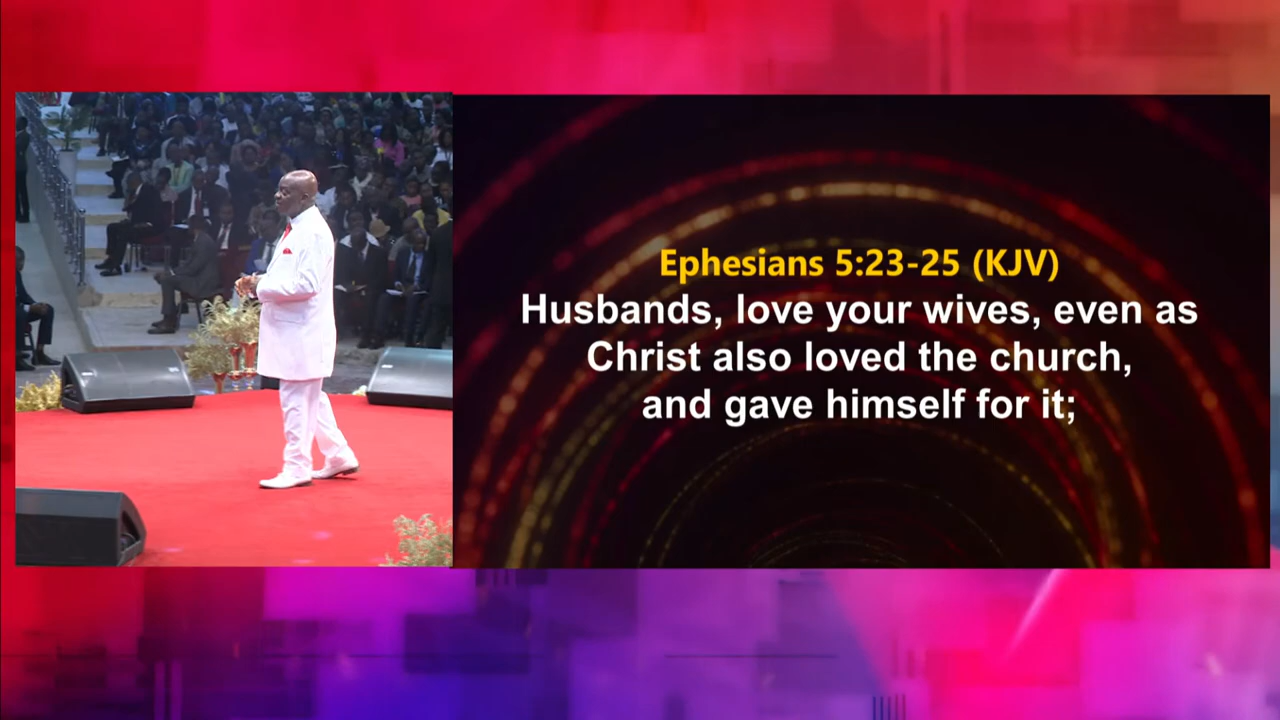 Ephesians 5:23-25 (KJV)
Husbands, love your wives, even as
Christ also loved the church,
and gave himself for it;